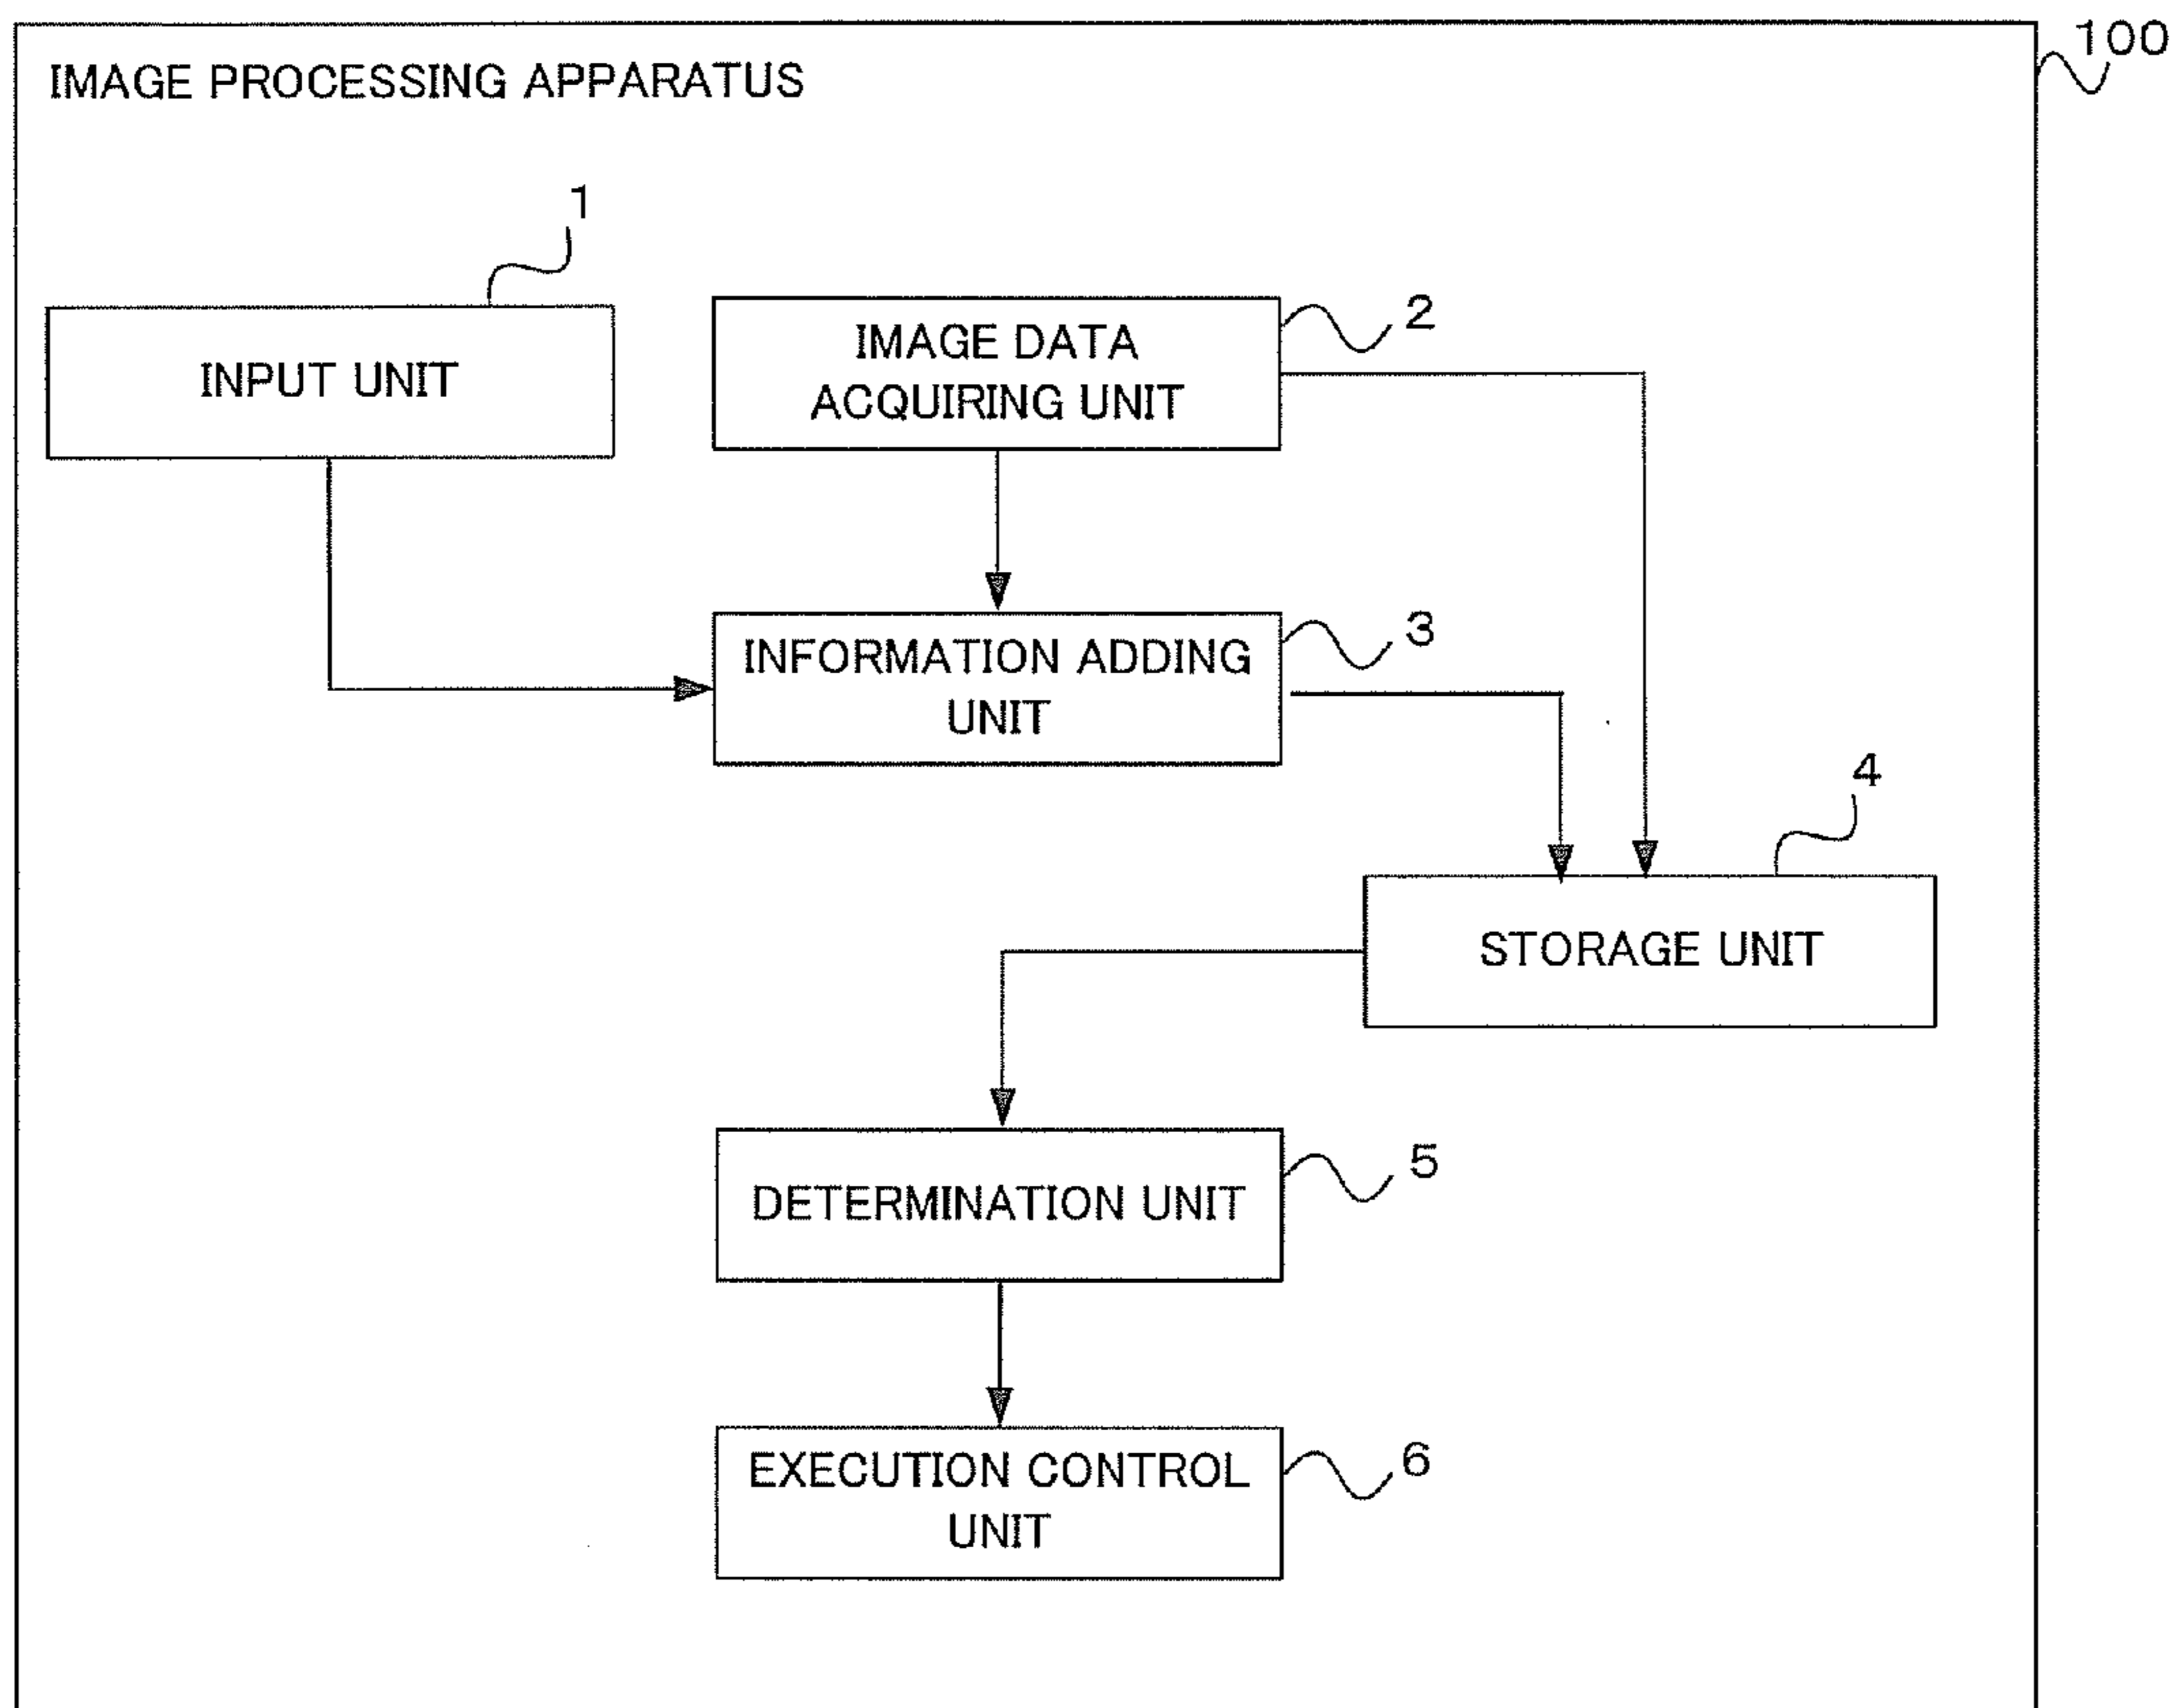 100
IMAGE PROCESSING APPARATUS
1
INPUT UNIT
2
IMAGE DATA
ACQUIRING UNIT
3
INFORMATION ADDING
UNIT
4
STORAGE UNIT
5
DETERMINATION UNIT
6
EXECUTION CONTROL
UNIT